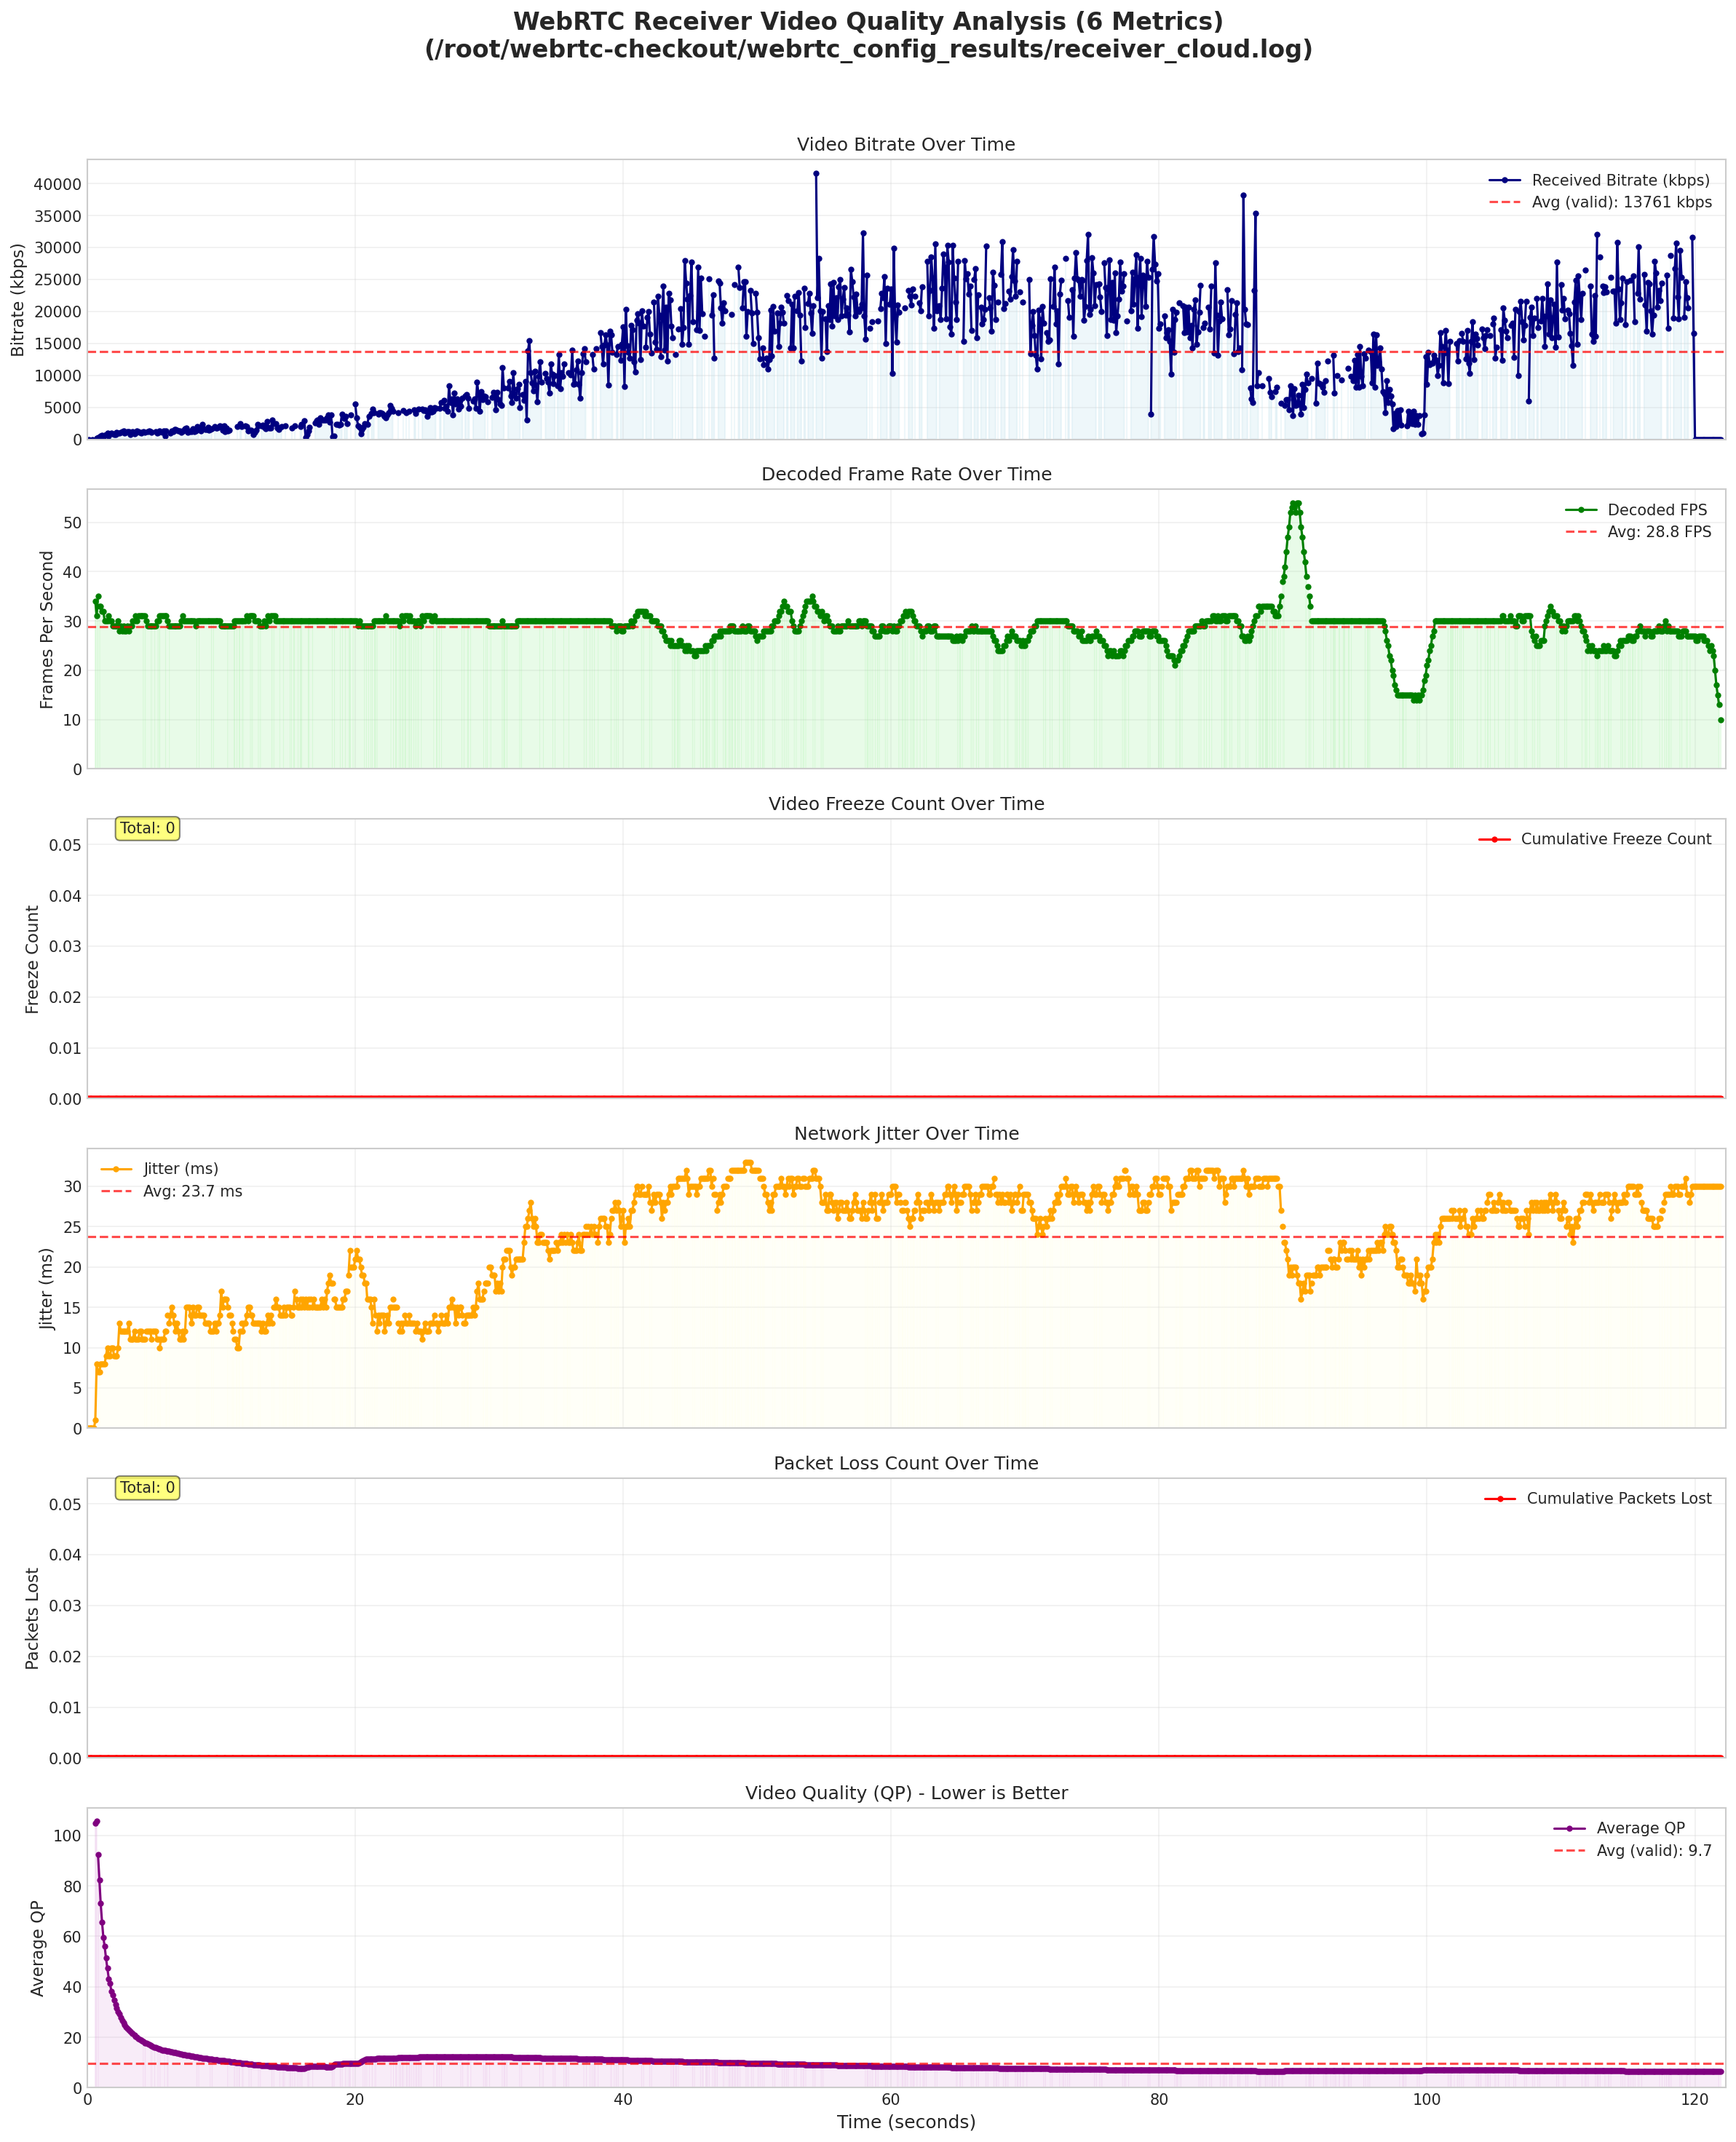 WebRTC Receiver Video Quality Analysis (6 Metrics)
(/root/webrtc-checkout/webrtc_config_results/receiver_cloud.log)
Video Bitrate Over Time
Bitrate (kbps)
40000
35000
30000
25000
20000
15000
10000
5000
0
Received Bitrate (kbps)
Avg (valid): 13761 kbps
Decoded Frame Rate Over Time
Frames Per Second
50
40
30
20
10
0
Decoded FPS
Avg: 28.8 FPS
Video Freeze Count Over Time
Freeze Count
0.05
0.04
0.03
0.02
0.01
0.00
Total: 0
Cumulative Freeze Count
Network Jitter Over Time
Jitter (ms)
30
25
20
15
10
5
0
Jitter (ms)
Avg: 23.7 ms
Packet Loss Count Over Time
Packets Lost
0.05
0.04
0.03
0.02
0.01
0.00
Total: 0
Cumulative Packets Lost
Video Quality (QP) - Lower is Better
Average QP
100
80
60
40
20
0
Average QP
Avg (valid): 9.7
0 20 40 60 80 100 120
Time (seconds)